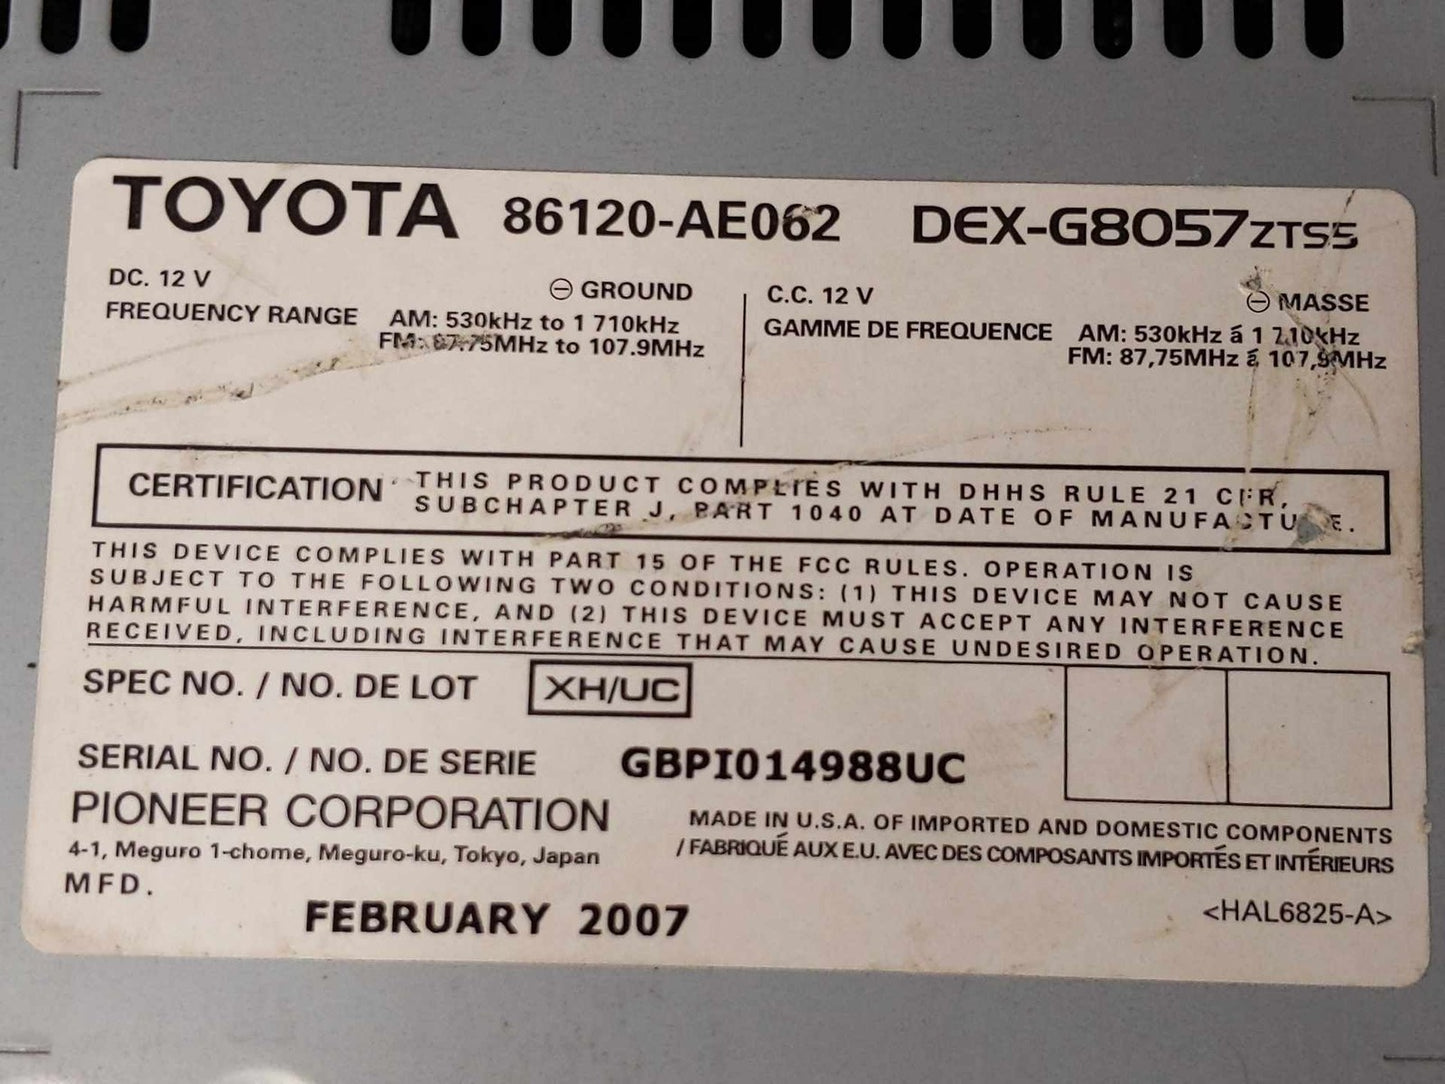 TOYOTA 86120-AE062 DEX-G8057ZTS5
DC. 12 V ⊖ GROUND
FREQUENCY RANGE AM: 530kHz to 1 710kHz
FM: 87.75MHz to 107.9MHz
C.C. 12 V ⊖ MASSE
GAMME DE FREQUENCE AM: 530kHz á 1 710kHz
FM: 87,75MHz á 107,9MHz
CERTIFICATION THIS PRODUCT COMPLIES WITH DHHS RULE 21 CFR,
SUBCHAPTER J, PART 1040 AT DATE OF MANUFACTURE.
THIS DEVICE COMPLIES WITH PART 15 OF THE FCC RULES. OPERATION IS
SUBJECT TO THE FOLLOWING TWO CONDITIONS: (1) THIS DEVICE MAY NOT CAUSE
HARMFUL INTERFERENCE, AND (2) THIS DEVICE MUST ACCEPT ANY INTERFERENCE
RECEIVED, INCLUDING INTERFERENCE THAT MAY CAUSE UNDESIRED OPERATION.
SPEC NO. / NO. DE LOT XH/UC
SERIAL NO. / NO. DE SERIE GBPI014988UC
PIONEER CORPORATION
4-1, Meguro 1-chome, Meguro-ku, Tokyo, Japan
MADE IN U.S.A. OF IMPORTED AND DOMESTIC COMPONENTS
/ FABRIQUÉ AUX E.U. AVEC DES COMPOSANTS IMPORTÉS ET INTÉRIEURS
MFD.
FEBRUARY 2007
<HAL6825-A>